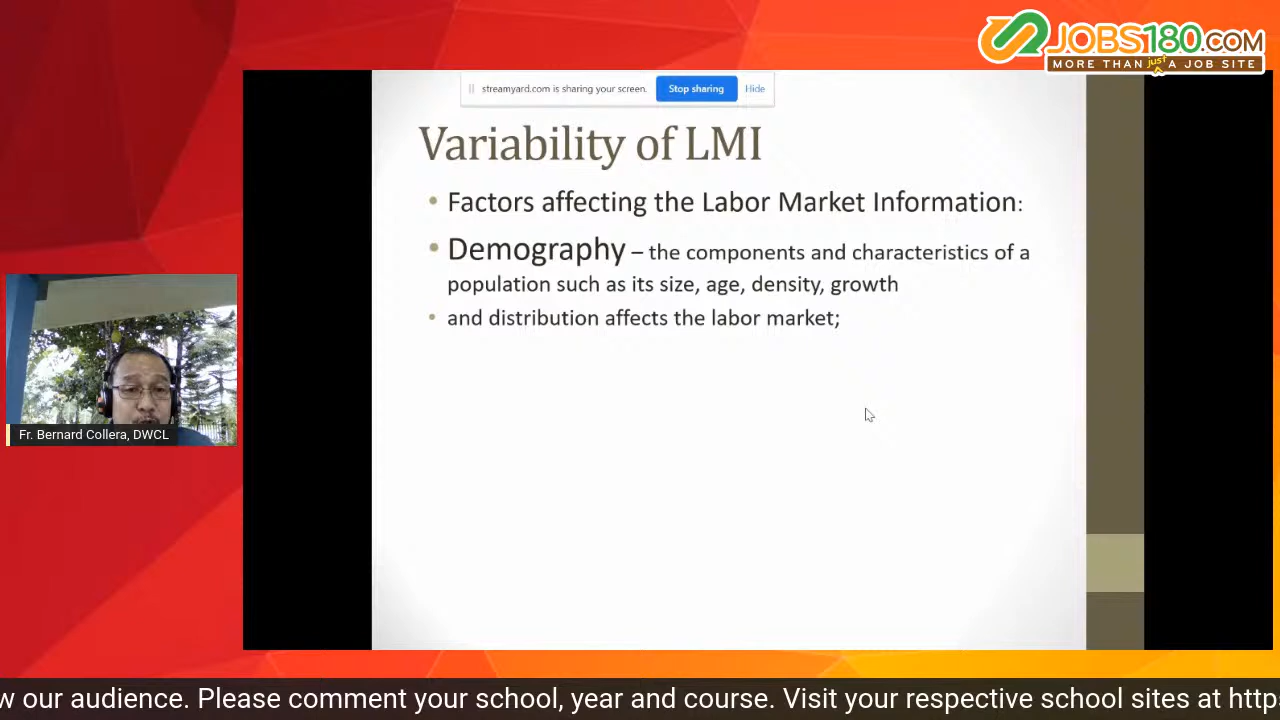 JOBS180.COM
MORE THAN just A JOB SITE
streamyard.com is sharing your screen. Stop sharing Hide
Variability of LMI
• Factors affecting the Labor Market Information:
• Demography – the components and characteristics of a
population such as its size, age, density, growth
• and distribution affects the labor market;
Fr. Bernard Collera, DWCL
w our audience. Please comment your school, year and course. Visit your respective school sites at http